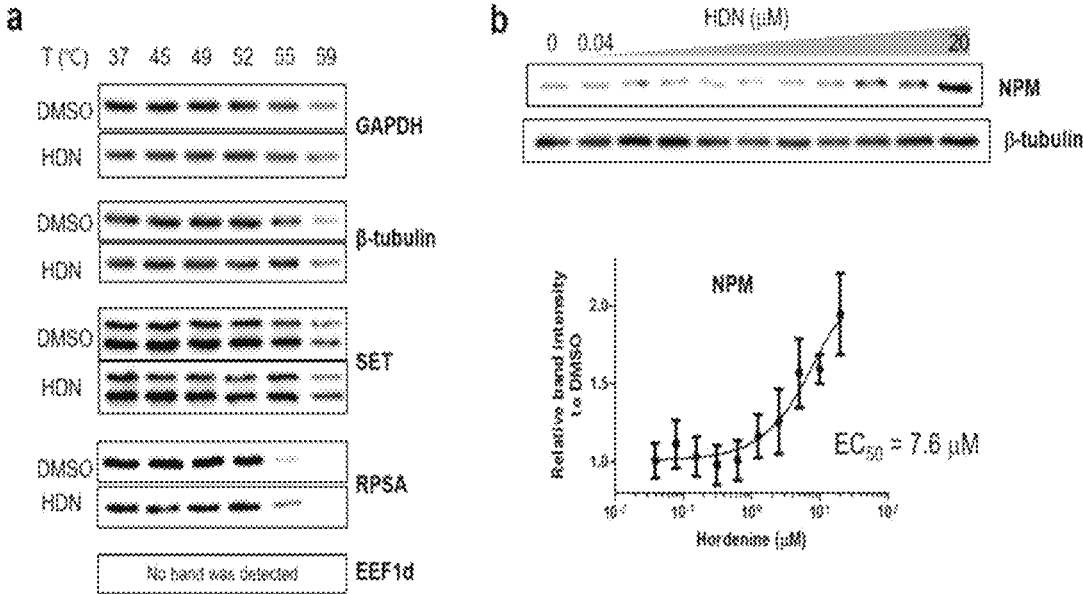 a
T (°C) 37 45 49 52 55 59
DMSO
HDN
GAPDH
DMSO
HDN
β-tubulin
DMSO
HDN
SET
DMSO
HDN
RPSA
No band was detected
EEF1d
b
HDN (μM)
0 0.04 20
NPM
β-tubulin
NPM
Relative band intensity
to DMSO
2.0
1.5
1.0
EC50 = 7.6 μM
Hordenine (μM)